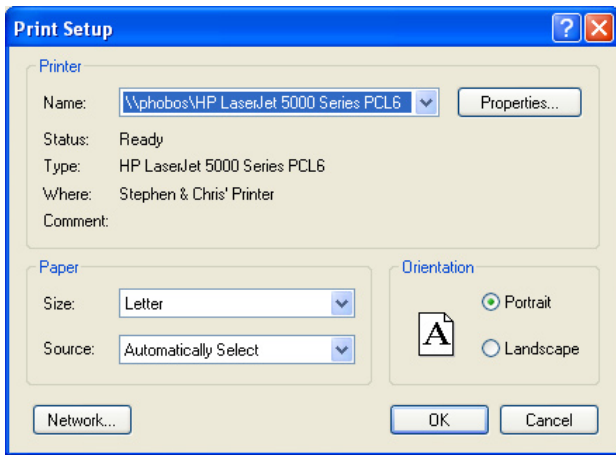 Print Setup
Printer
Name: \\phobos\HP LaserJet 5000 Series PCL6 Properties...
Status: Ready
Type: HP LaserJet 5000 Series PCL6
Where: Stephen & Chris' Printer
Comment:
Paper
Size: Letter
Source: Automatically Select
Orientation
A
Portrait
Landscape
Network... OK Cancel